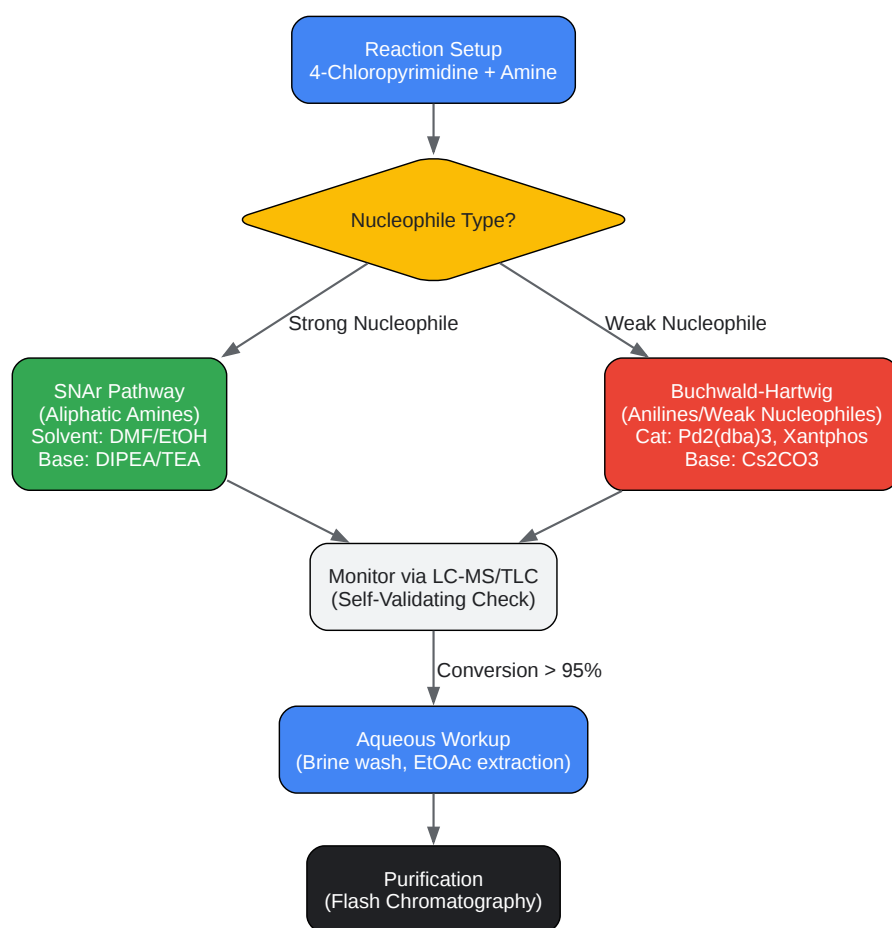 Reaction Setup
4-Chloropyrimidine + Amine
Nucleophile Type?
Strong Nucleophile
Weak Nucleophile
SNAr Pathway
(Aliphatic Amines)
Solvent: DMF/EtOH
Base: DIPEA/TEA
Buchwald-Hartwig
(Anilines/Weak Nucleophiles)
Cat: Pd2(dba)3, Xantphos
Base: Cs2CO3
Monitor via LC-MS/TLC
(Self-Validating Check)
Conversion > 95%
Aqueous Workup
(Brine wash, EtOAc extraction)
Purification
(Flash Chromatography)